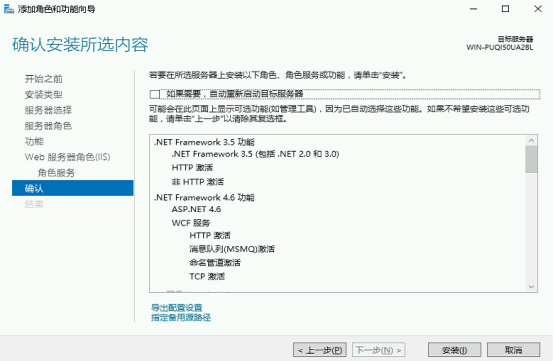 添加角色和功能向导
确认安装所选内容
目标服务器
WIN-PUQIS0UA2BL
开始之前
安装类型
服务器选择
服务器角色
功能
Web 服务器角色(IIS)
角色服务
确认
结果
若要在所选服务器上安装以下角色、角色服务或功能，请单击"安装"。
如果需要，自动重新启动目标服务器
可能会在此页面上显示可选功能(如管理工具)，因为已自动选择这些功能。如果不希望安装这些可选功
能，请单击"上一步"以清除其复选框。
.NET Framework 3.5 功能
.NET Framework 3.5 (包括 .NET 2.0 和 3.0)
HTTP 激活
非 HTTP 激活
.NET Framework 4.6 功能
ASP.NET 4.6
WCF 服务
HTTP 激活
消息队列(MSMQ)激活
命名管道激活
TCP 激活
导出配置设置
指定备用源路径
< 上一步(P)
下一步(N) >
安装(I)
取消